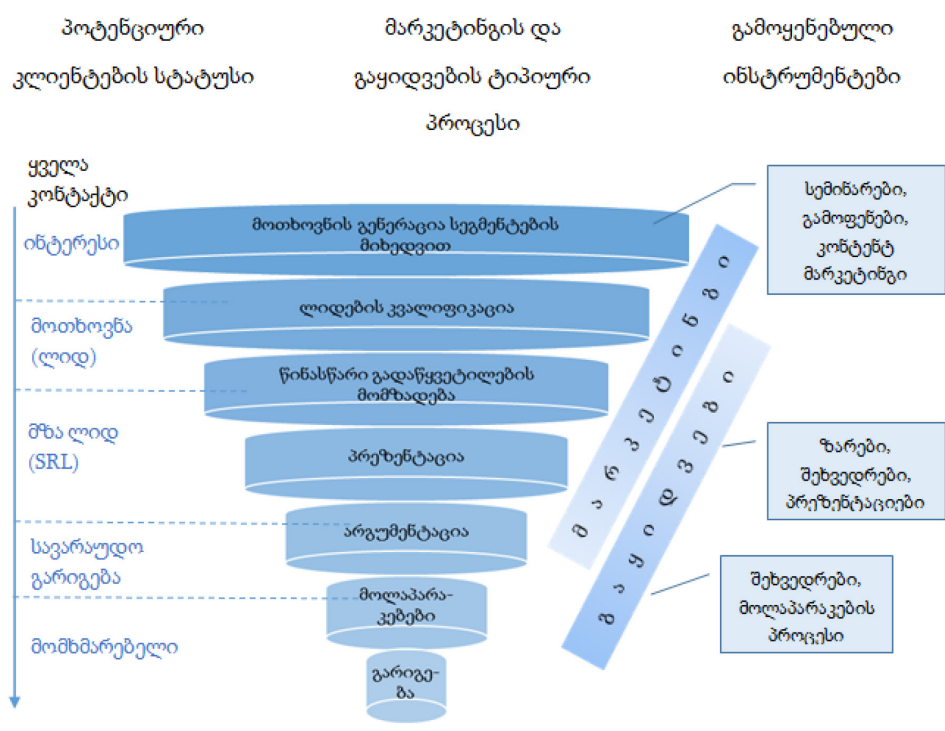 პოტენციური
კლიენტების სტატუსი
მარკეტინგის და
გაყიდვების ტიპიური
პროცესი
გამოყენებული
ინსტრუმენტები
ყველა
კონტაქტი
ინტერესი
მოთხოვნა
(ლიდ)
მზა ლიდ
(SRL)
სავარაუდო
გარიგება
მომხმარებელი
მოთხოვნის გენერაცია სეგმენტების
მიხედვით
ლიდების კვალიფიკაცია
წინასწარი გადაწყვეტილების
მომზადება
პრეზენტაცია
არგუმენტაცია
მოლაპარა-
კებები
გარიგე-
ბა
მარკეტინგი
გაყიდვები
სემინარები,
გამოფენები,
კონტენტ
მარკეტინგი
ზარები,
შეხვედრები,
პრეზენტაციები
შეხვედრები,
მოლაპარაკების
პროცესი